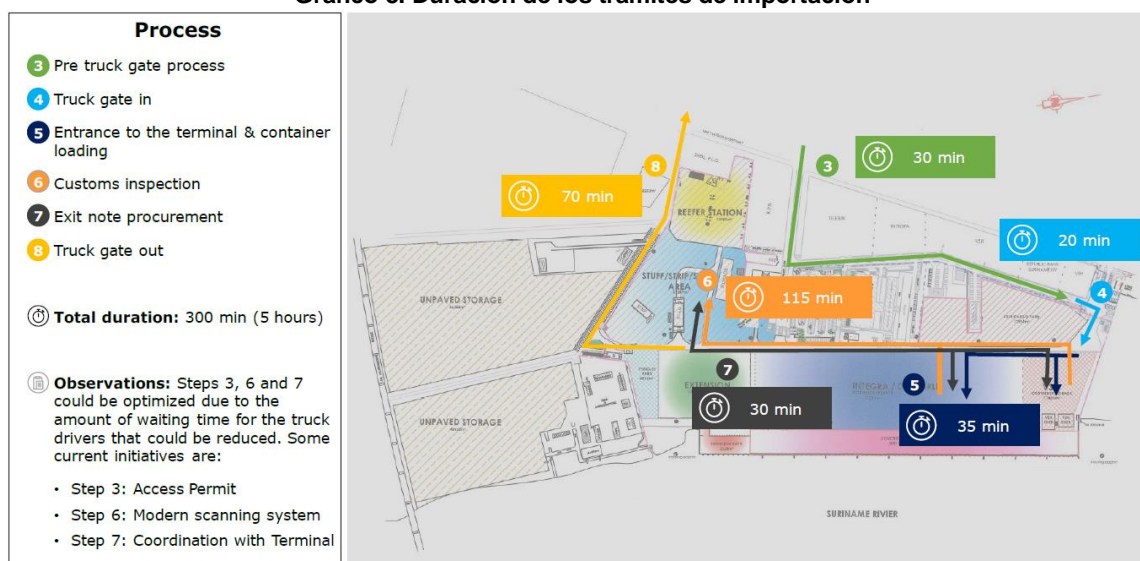 Gráfico 3. Duración de los trámites de importación
Process
3 Pre truck gate process
4 Truck gate in
5 Entrance to the terminal & container
loading
6 Customs inspection
7 Exit note procurement
8 Truck gate out
Total duration: 300 min (5 hours)
Observations: Steps 3, 6 and 7
could be optimized due to the
amount of waiting time for the truck
drivers that could be reduced. Some
current initiatives are:
• Step 3: Access Permit
• Step 6: Modern scanning system
• Step 7: Coordination with Terminal
8
3
30 min
70 min
REEFER STATION
20 min
4
STUFF/STRIP/S
AREA
6
115 min
UNPAVED STORAGE
7
EXTENSION
30 min
5
35 min
UNPAVED STORAGE
SURINAME RIVIER